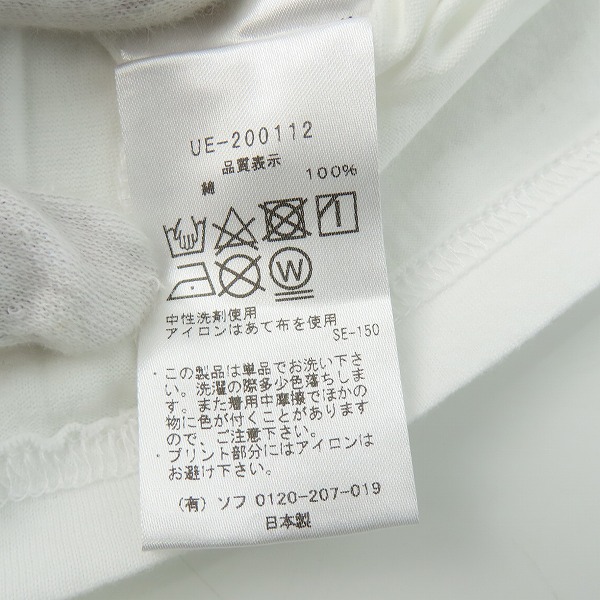 UE-200112
品質表示
綿 100%
W
中性洗剤使用
アイロンはあて布を使用
SE-150
・この製品は単品でお洗い下さ
い。洗濯の際多少色落ちしま
す。また着用中摩擦でほかの
物に色が付くことがあります
ので、ご注意下さい。
・プリント部分にはアイロンは
お避け下さい。
(有) ソフ 0120-207-019
日本製